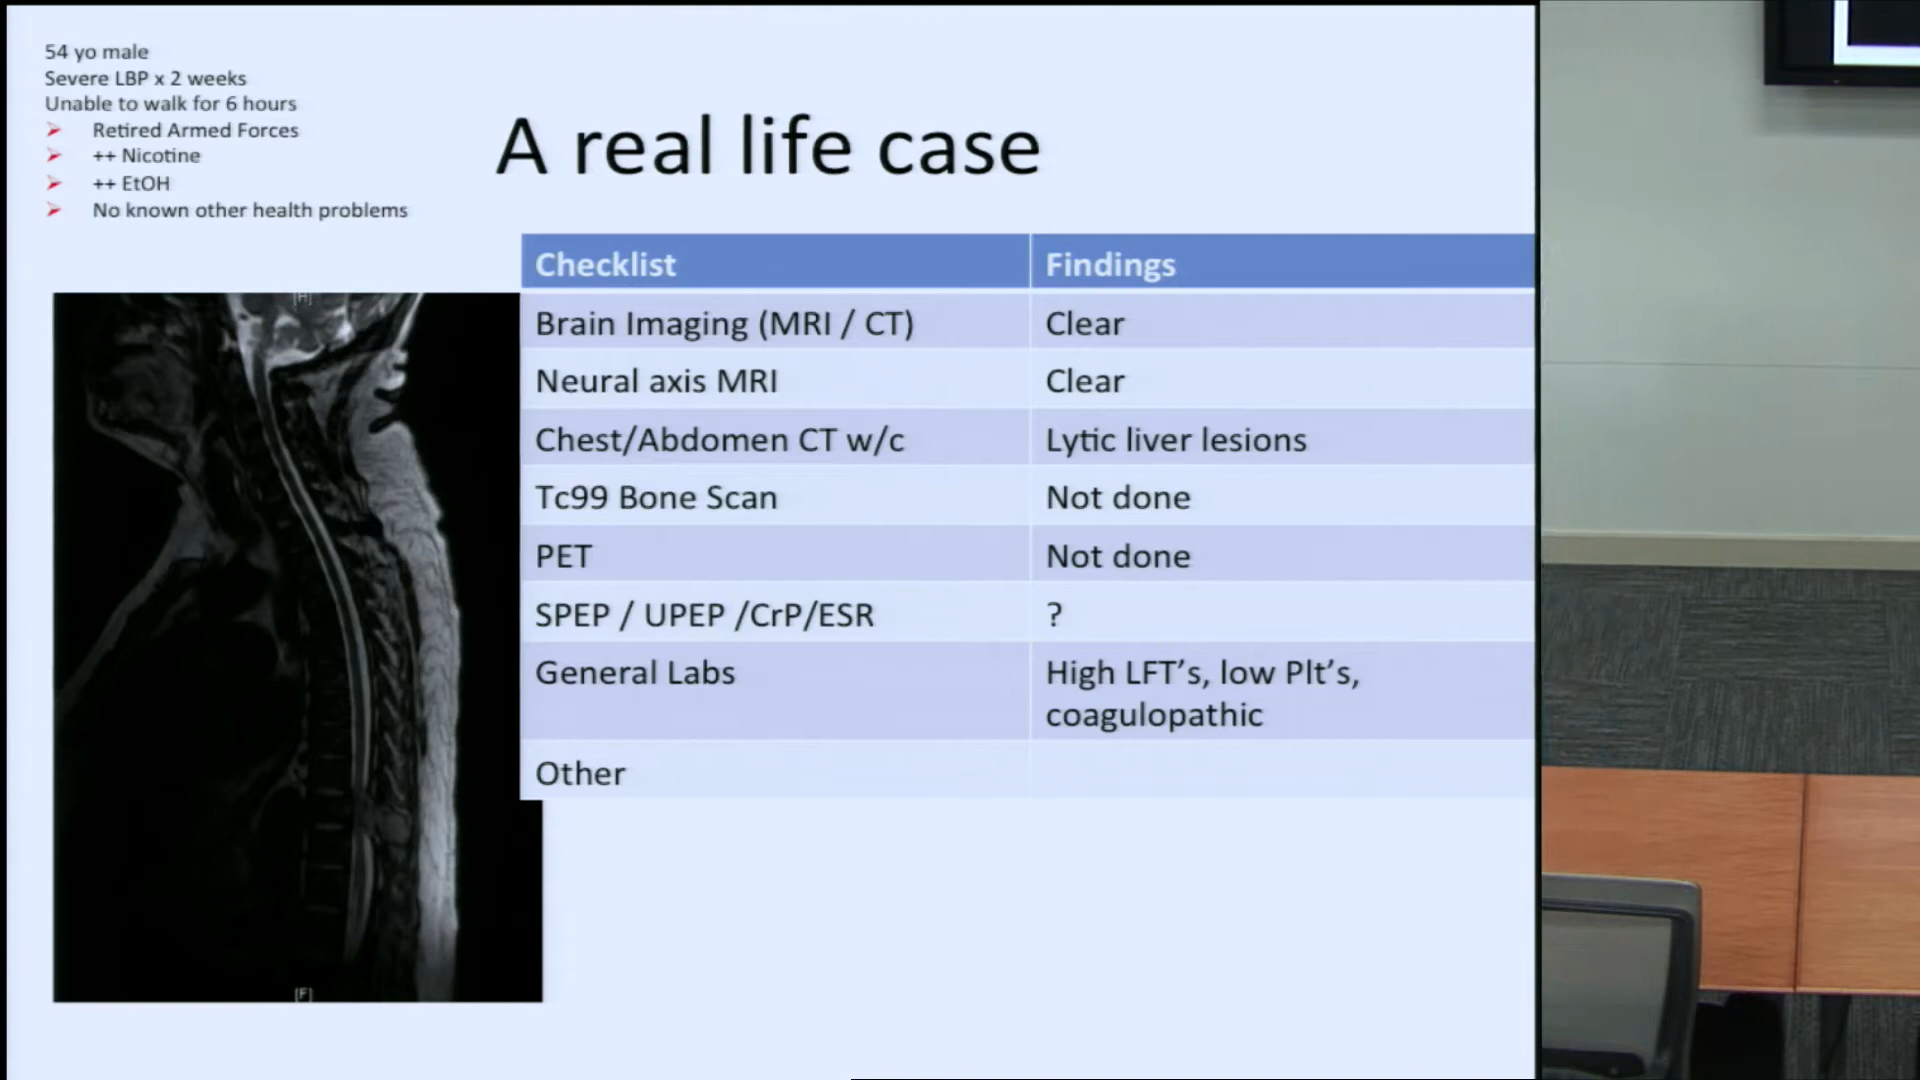 54 yo male
Severe LBP x 2 weeks
Unable to walk for 6 hours
Retired Armed Forces
++ Nicotine
++ EtOH
No known other health problems
A real life case
Checklist Findings
Brain Imaging (MRI / CT) Clear
Neural axis MRI Clear
Chest/Abdomen CT w/c Lytic liver lesions
Tc99 Bone Scan Not done
PET Not done
SPEP / UPEP /CrP/ESR ?
General Labs High LFT’s, low Plt’s,
coagulopathic
Other
[H]
[F]